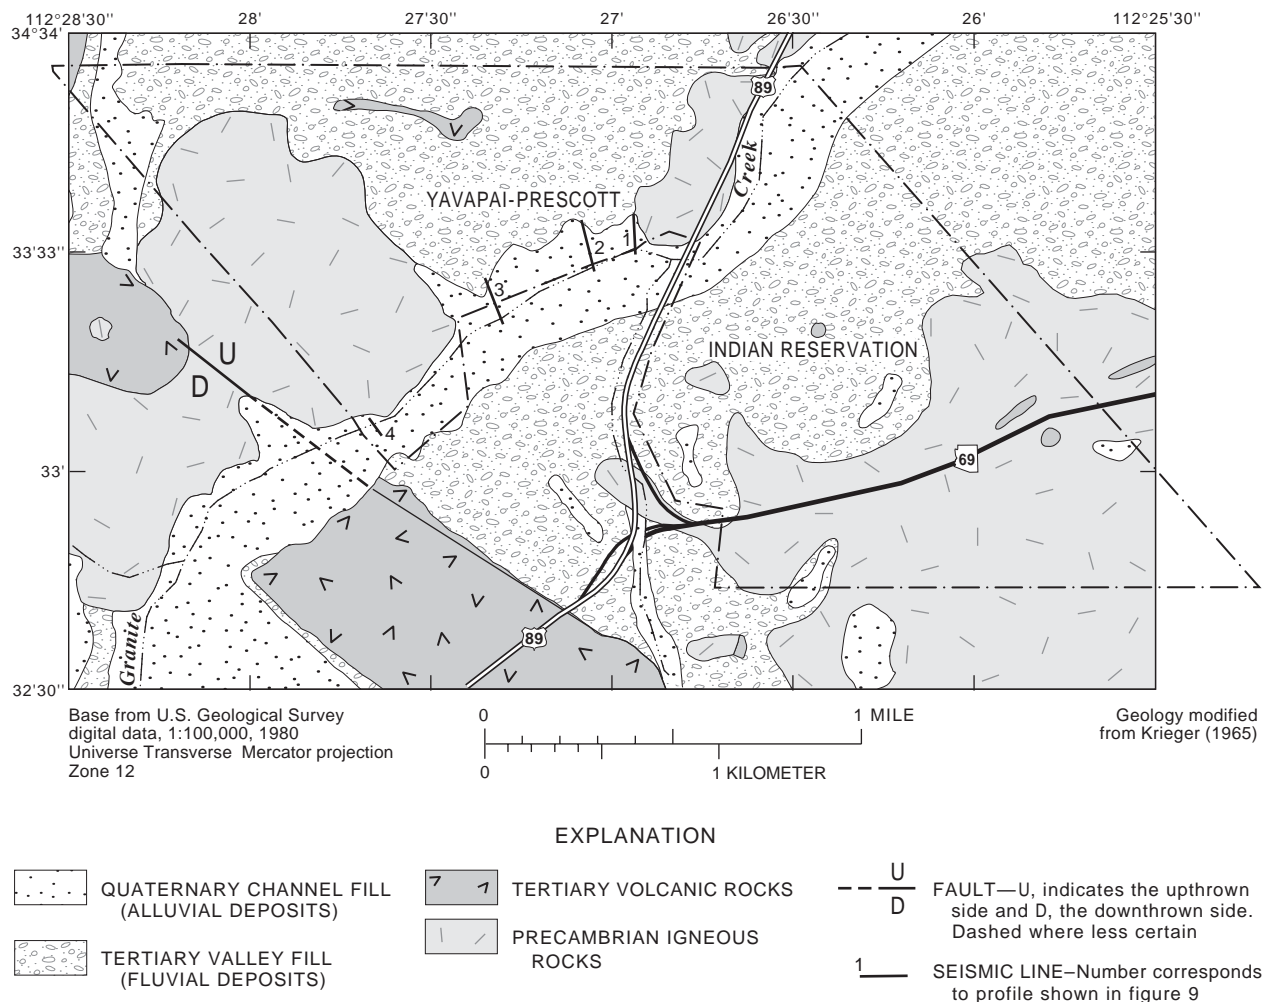 112°28'30'' 28' 27'30'' 27' 26'30'' 26' 112°25'30''
34°34'
89
YAVAPAI-PRESCOTT
Creek
33'33''
1
2
3
INDIAN RESERVATION
U
D
4
33'
69
Granite
89
32'30''
Base from U.S. Geological Survey
digital data, 1:100,000, 1980
Universe Transverse Mercator projection
Zone 12
0 1 MILE
0 1 KILOMETER
Geology modified
from Krieger (1965)
EXPLANATION
QUATERNARY CHANNEL FILL
(ALLUVIAL DEPOSITS)
TERTIARY VALLEY FILL
(FLUVIAL DEPOSITS)
TERTIARY VOLCANIC ROCKS
PRECAMBRIAN IGNEOUS
ROCKS
U
D
FAULT—U, indicates the upthrown
side and D, the downthrown side.
Dashed where less certain
1
SEISMIC LINE–Number corresponds
to profile shown in figure 9